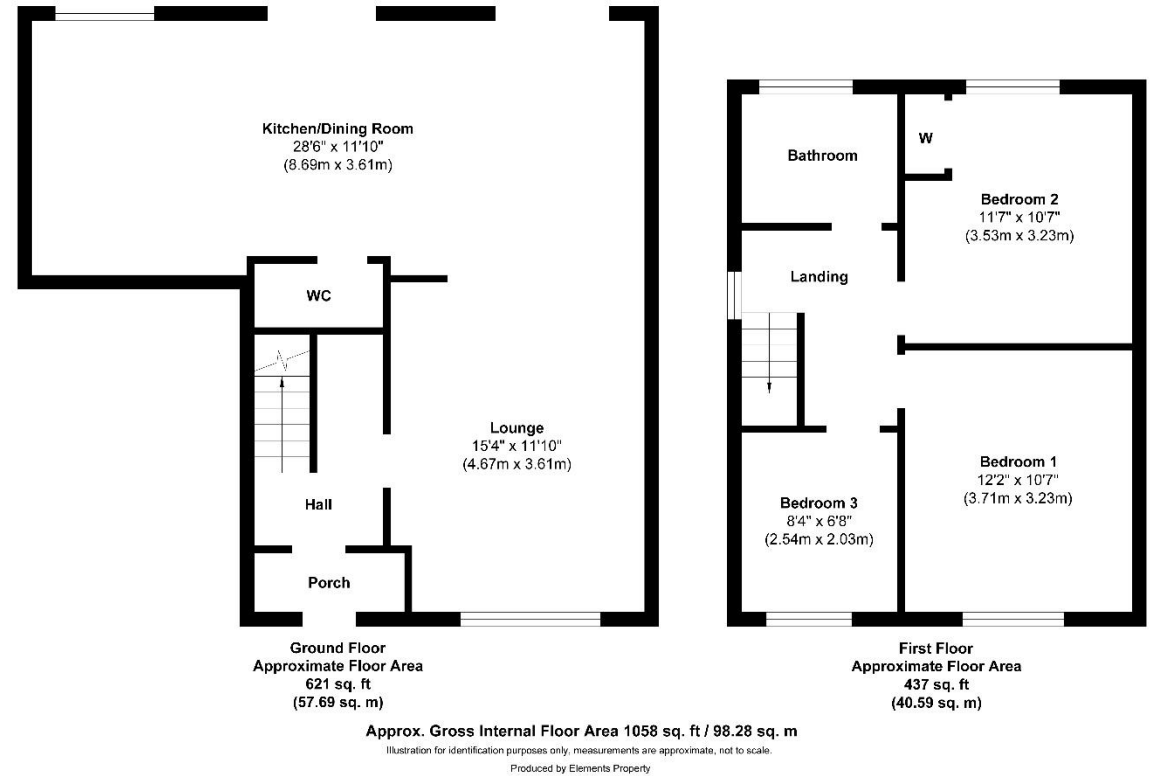 Kitchen/Dining Room
28'6" x 11'10"
(8.69m x 3.61m)
WC
Lounge
15'4" x 11'10"
(4.67m x 3.61m)
Hall
Porch
Ground Floor
Approximate Floor Area
621 sq. ft
(57.69 sq. m)
Bathroom
W
Bedroom 2
11'7" x 10'7"
(3.53m x 3.23m)
Landing
Bedroom 1
12'2" x 10'7"
(3.71m x 3.23m)
Bedroom 3
8'4" x 6'8"
(2.54m x 2.03m)
First Floor
Approximate Floor Area
437 sq. ft
(40.59 sq. m)
Approx. Gross Internal Floor Area 1058 sq. ft / 98.28 sq. m
Illustration for identification purposes only, measurements are approximate, not to scale.
Produced by Elements Property